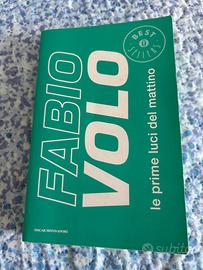 FABIO
VOLO
le prime luci del mattino
BEST
SELLERS
OSCAR MONDADORI
subito